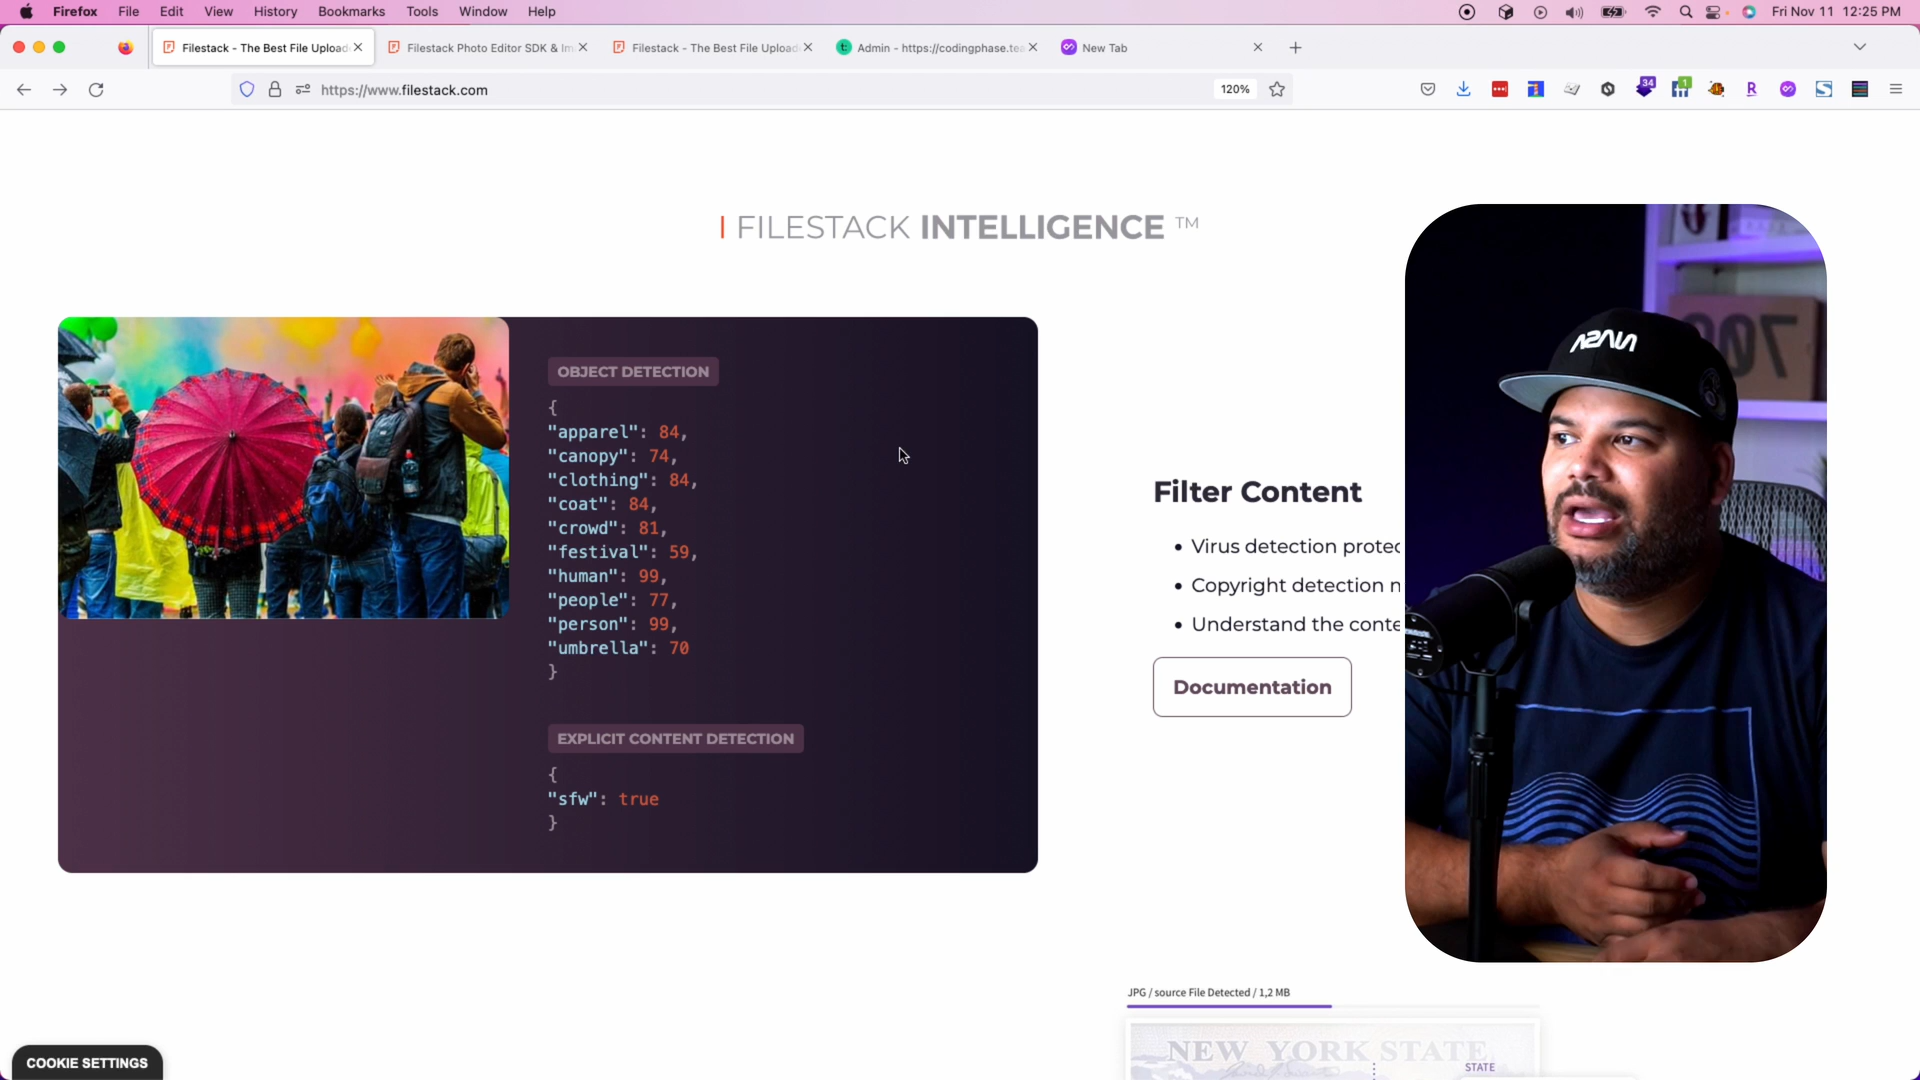 Firefox File Edit View History Bookmarks Tools Window Help Fri Nov 11 12:25 PM
Filestack - The Best File Upload Filestack Photo Editor SDK & Im Filestack - The Best File Upload Admin - https://codingphase.tea New Tab
https://www.filestack.com 120% 34 1
FILESTACK INTELLIGENCE ™
OBJECT DETECTION
{
"apparel": 84,
"canopy": 74,
"clothing": 84,
"coat": 84,
"crowd": 81,
"festival": 59,
"human": 99,
"people": 77,
"person": 99,
"umbrella": 70
}
EXPLICIT CONTENT DETECTION
{
"sfw": true
}
Filter Content
• Virus detection protec
• Copyright detection
• Understand the conte
Documentation
JPG / source File Detected / 1,2 MB
NEW YORK STATE
STATE
COOKIE SETTINGS